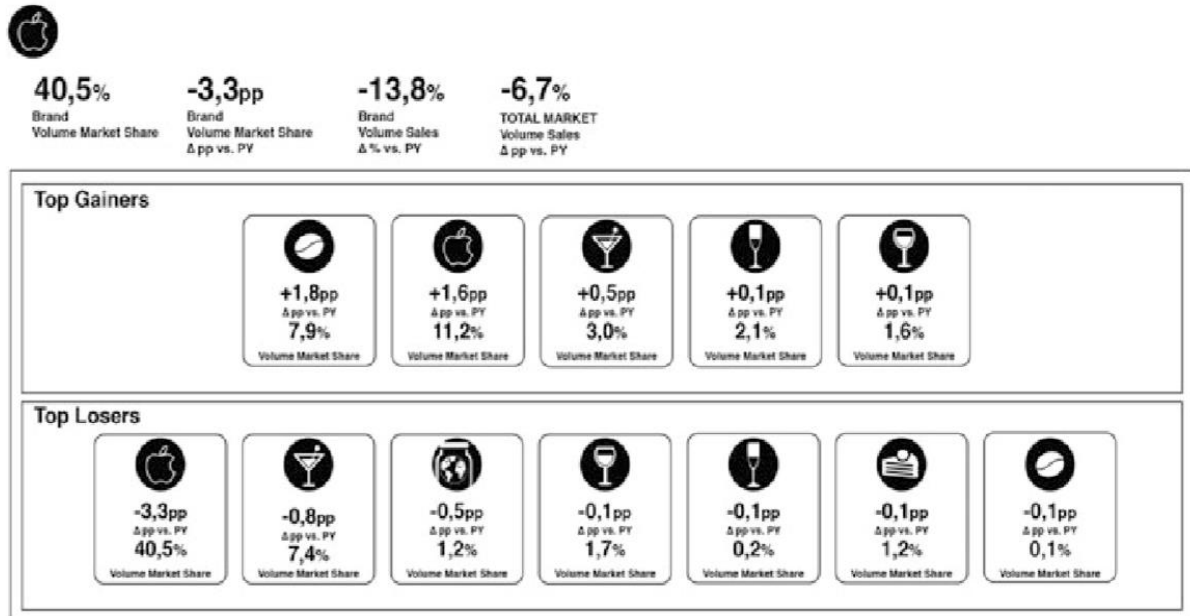 40,5% -3,3pp -13,8% -6,7%
Brand Brand Brand TOTAL MARKET
Volume Market Share Volume Market Share Volume Sales Volume Sales
Δ pp vs. PY Δ % vs. PY Δ pp vs. PY
Top Gainers
+1,8pp +1,6pp +0,5pp +0,1pp +0,1pp
Δ pp vs. PY Δ pp vs. PY Δ pp vs. PY Δ pp vs. PY Δ pp vs. PY
7,9% 11,2% 3,0% 2,1% 1,6%
Volume Market Share Volume Market Share Volume Market Share Volume Market Share Volume Market Share
Top Losers
-3,3pp -0,8pp -0,5pp -0,1pp -0,1pp -0,1pp -0,1pp
Δ pp vs. PY Δ pp vs. PY Δ pp vs. PY Δ pp vs. PY Δ pp vs. PY Δ pp vs. PY Δ pp vs. PY
40,5% 7,4% 1,2% 1,7% 0,2% 1,2% 0,1%
Volume Market Share Volume Market Share Volume Market Share Volume Market Share Volume Market Share Volume Market Share Volume Market Share